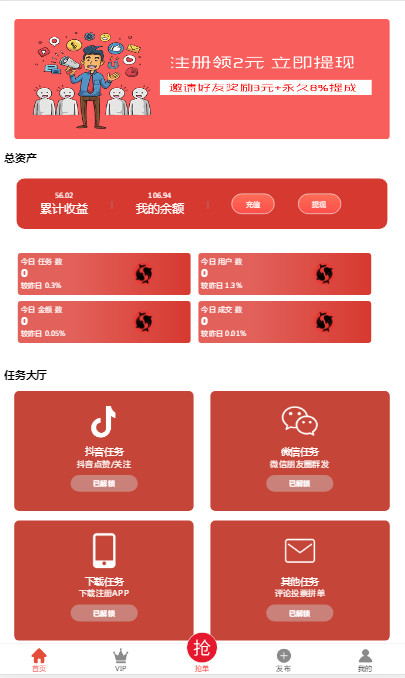 注册领2元 立即提现
邀请好友奖励3元+永久8%提成
总资产
56.02
累计收益
106.94
我的余额
充值
提现
今日 任务 数
0
较昨日 0.3%
今日 用户 数
0
较昨日 1.3%
今日 金额 数
0
较昨日 0.05%
今日 成交 数
0
较昨日 0.01%
任务大厅
抖音任务
抖音点赞/关注
已解锁
微信任务
微信朋友圈群发
已解锁
下载任务
下载注册APP
已解锁
其他任务
评论投票拼单
已解锁
首页
VIP
抢
抢单
发布
我的